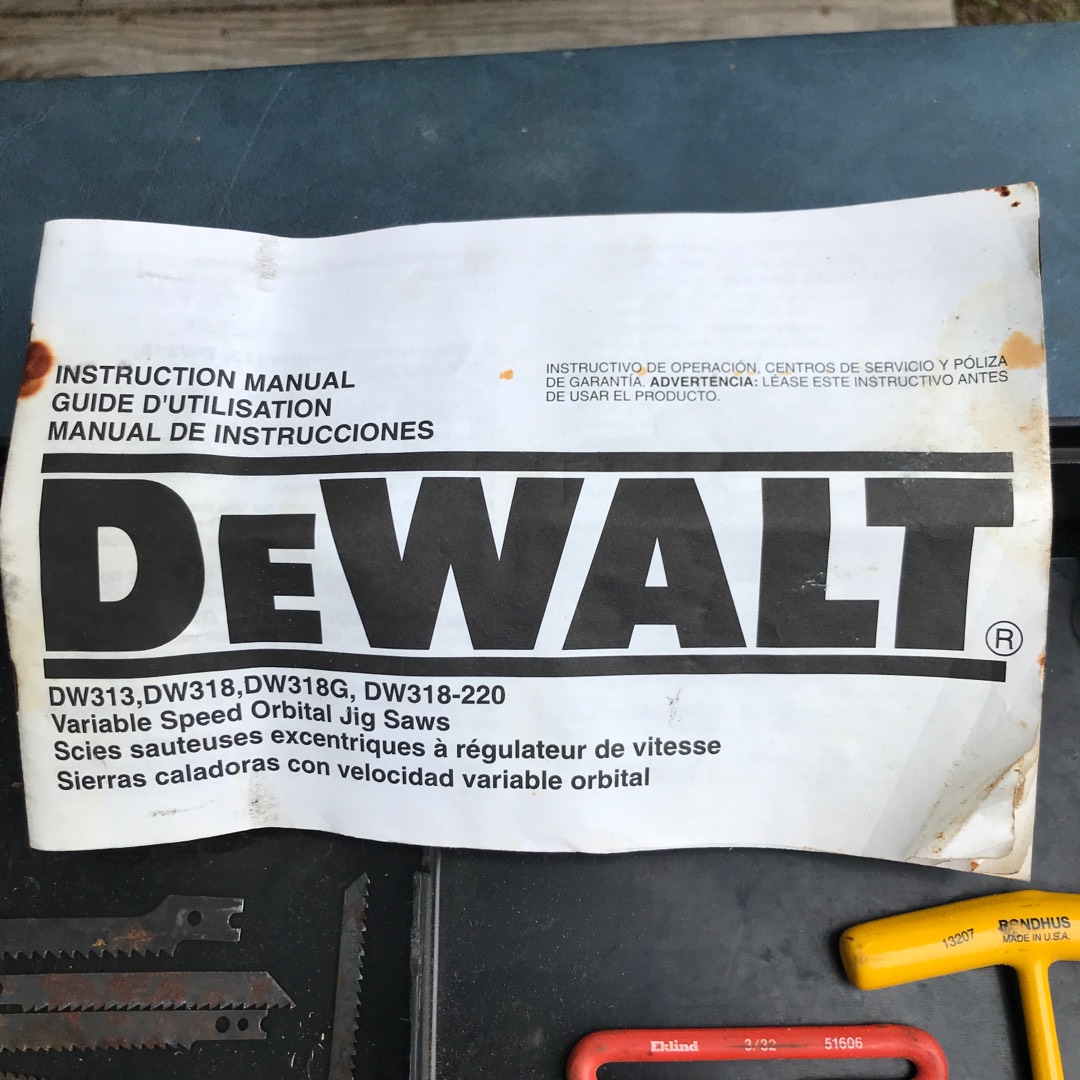 INSTRUCTION MANUAL
GUIDE D'UTILISATION
MANUAL DE INSTRUCCIONES
INSTRUCTIVO DE OPERACIÓN, CENTROS DE SERVICIO Y PÓLIZA
DE GARANTÍA. ADVERTENCIA: LÉASE ESTE INSTRUCTIVO ANTES
DE USAR EL PRODUCTO.
DEWALT®
DW313,DW318,DW318G, DW318-220
Variable Speed Orbital Jig Saws
Scies sauteuses excentriques à régulateur de vitesse
Sierras caladoras con velocidad variable orbital
13207
BONDHUS
MADE IN U.S.A.
Eklind 3/32 51606